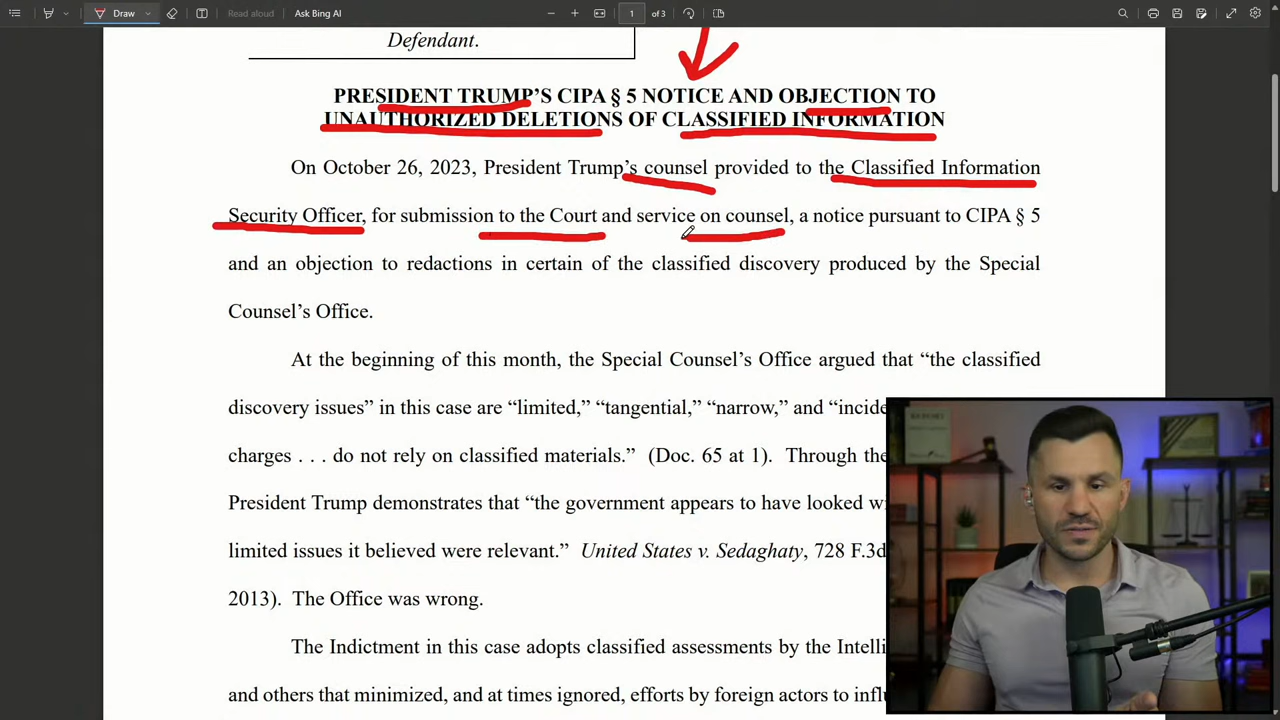 Draw
Read aloud
Ask Bing AI
1 of 3
Defendant.
PRESIDENT TRUMP’S CIPA § 5 NOTICE AND OBJECTION TO
UNAUTHORIZED DELETIONS OF CLASSIFIED INFORMATION
On October 26, 2023, President Trump’s counsel provided to the Classified Information
Security Officer, for submission to the Court and service on counsel, a notice pursuant to CIPA § 5
and an objection to redactions in certain of the classified discovery produced by the Special
Counsel’s Office.
At the beginning of this month, the Special Counsel’s Office argued that “the classified
discovery issues” in this case are “limited,” “tangential,” “narrow,” and
charges . . . do not rely on classified materials.” (Doc. 65 at 1). Through the
President Trump demonstrates that “the government appears to have looked
limited issues it believed were relevant.” United States v. Sedaghaty, 728 F.3d
2013). The Office was wrong.
The Indictment in this case adopts classified assessments by the
and others that minimized, and at times ignored, efforts by foreign actors to